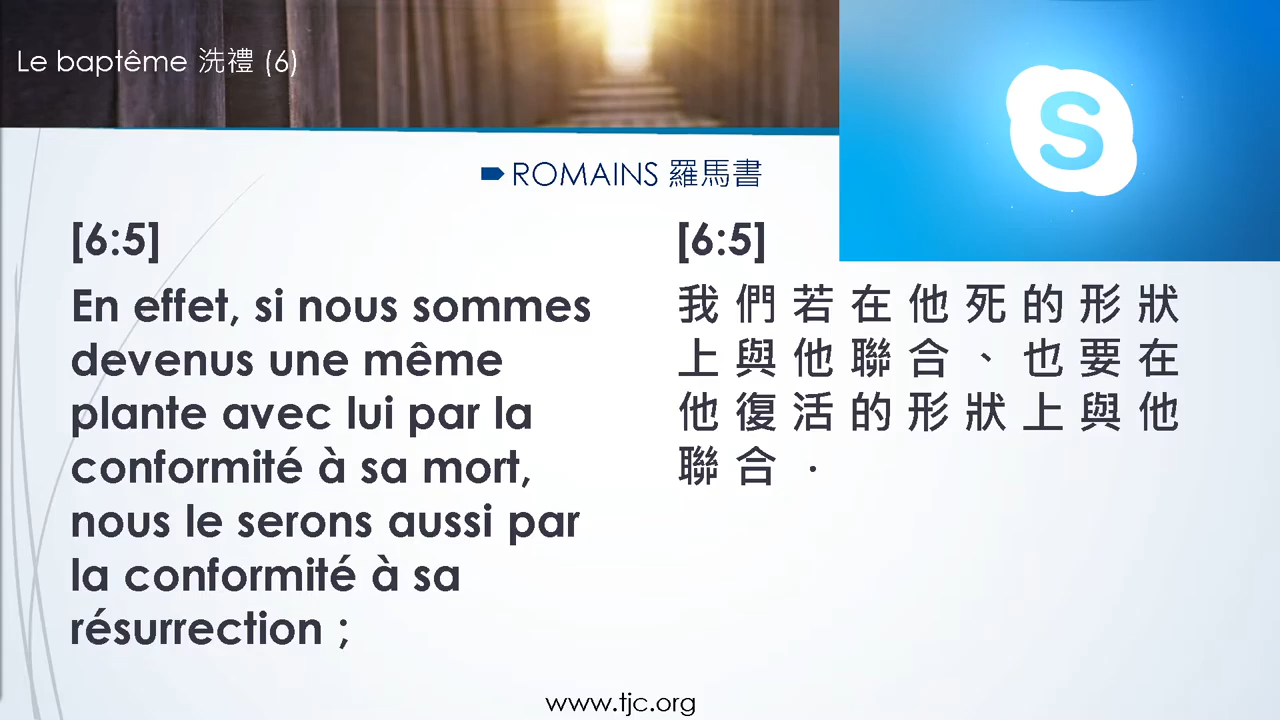 Le baptême 洗禮 (6)
S
ROMAINS 羅馬書
[6:5]
En effet, si nous sommes
devenus une même
plante avec lui par la
conformité à sa mort,
nous le serons aussi par
la conformité à sa
résurrection ;
[6:5]
我們若在他死的形狀
上與他聯合、也要在
他復活的形狀上與他
聯合．
www.tjc.org